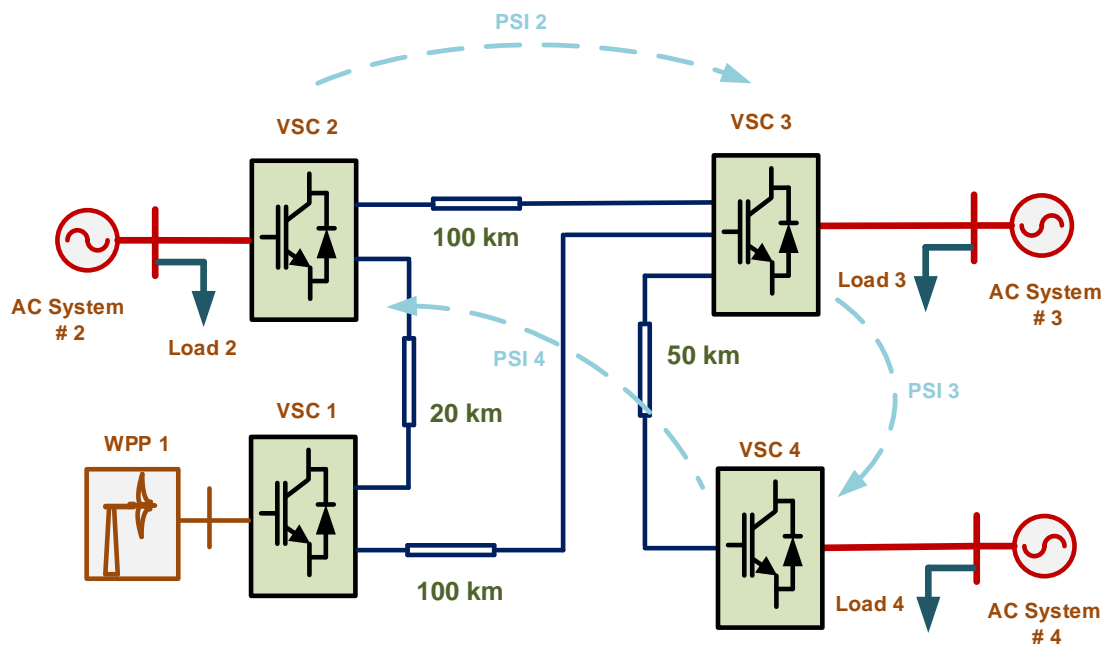 PSI 2
VSC 2
VSC 3
100 km
AC System
# 2
Load 2
Load 3
AC System
# 3
PSI 4
50 km
PSI 3
20 km
VSC 1
WPP 1
VSC 4
100 km
Load 4
AC System
# 4